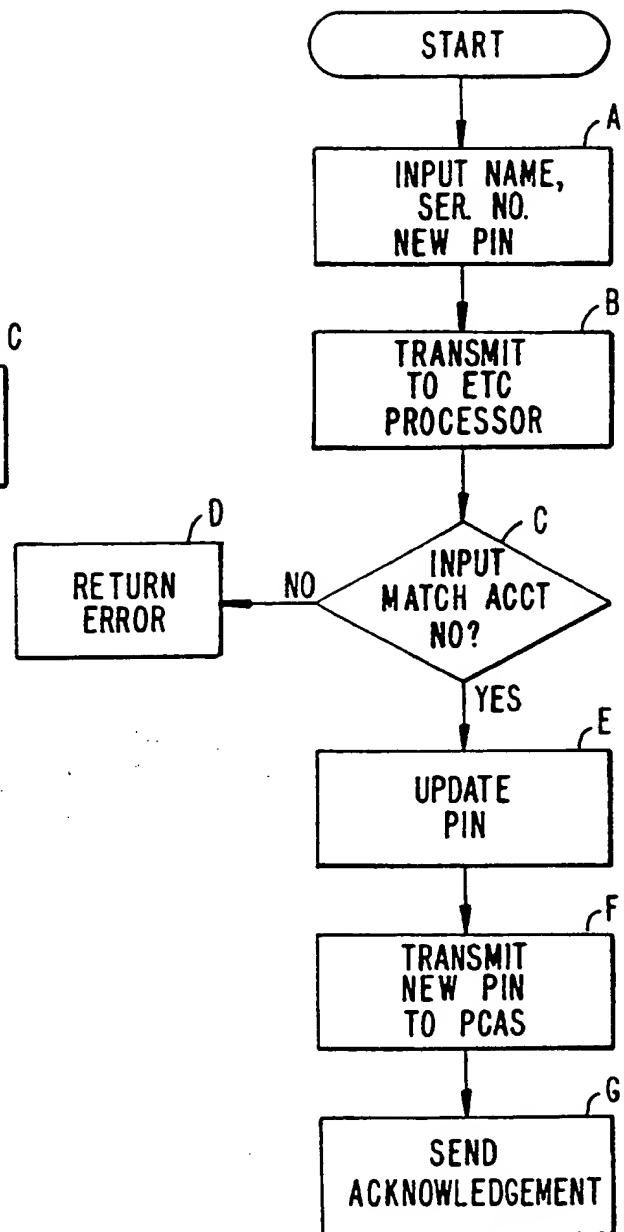 START
A
INPUT NAME,
SER. NO.
NEW PIN
B
TRANSMIT
TO ETC
PROCESSOR
C
C
INPUT
MATCH ACCT
NO?
NO
D
RETURN
ERROR
YES
E
UPDATE
PIN
F
TRANSMIT
NEW PIN
TO PCAS
G
SEND
ACKNOWLEDGEMENT